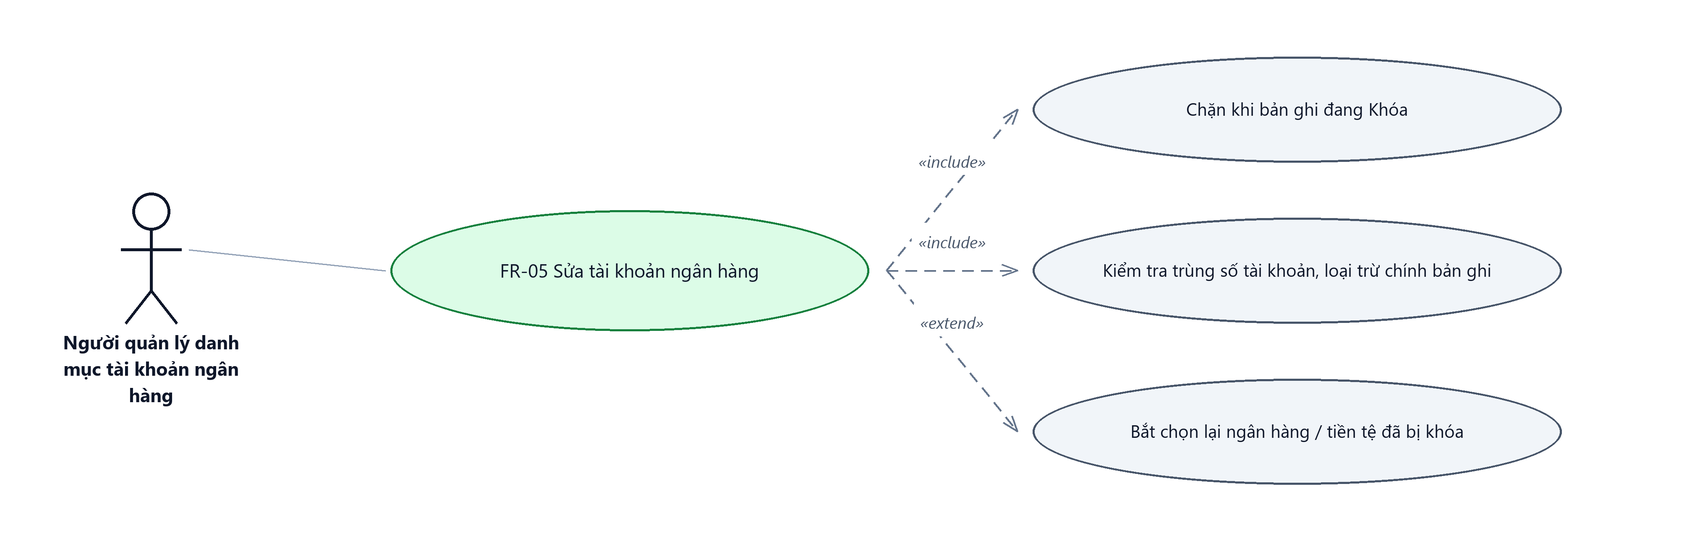 Chặn khi bản ghi đang Khóa
«include»
Người quản lý danh
mục tài khoản ngân
hàng
FR-05 Sửa tài khoản ngân hàng
«include»
Kiểm tra trùng số tài khoản, loại trừ chính bản ghi
«extend»
Bắt chọn lại ngân hàng / tiền tệ đã bị khóa